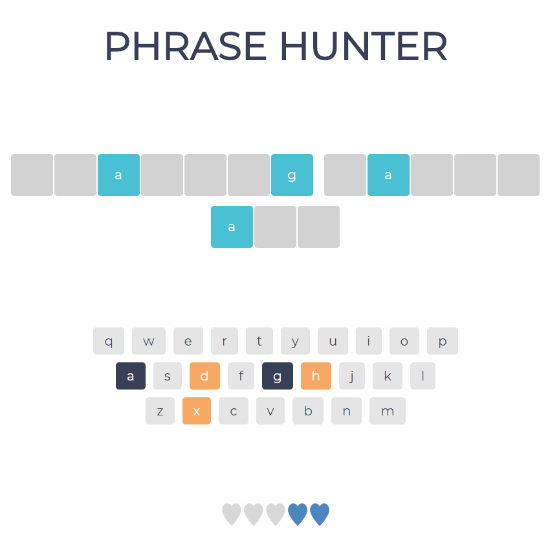 PHRASE HUNTER
a g a
a
q w e r t y u i o p
a s d f g h j k l
z x c v b n m